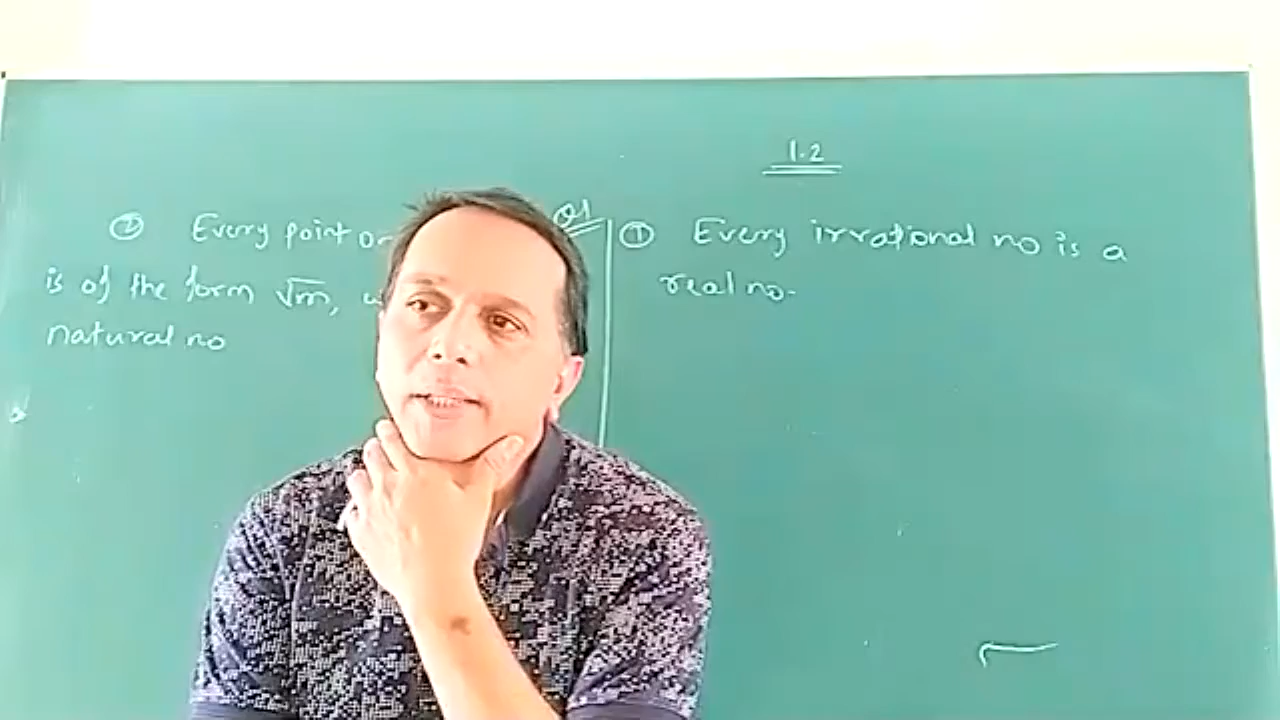 1.2
Q1
① Every irrational no is a
real no.
② Every point on
is of the form √m,
natural no